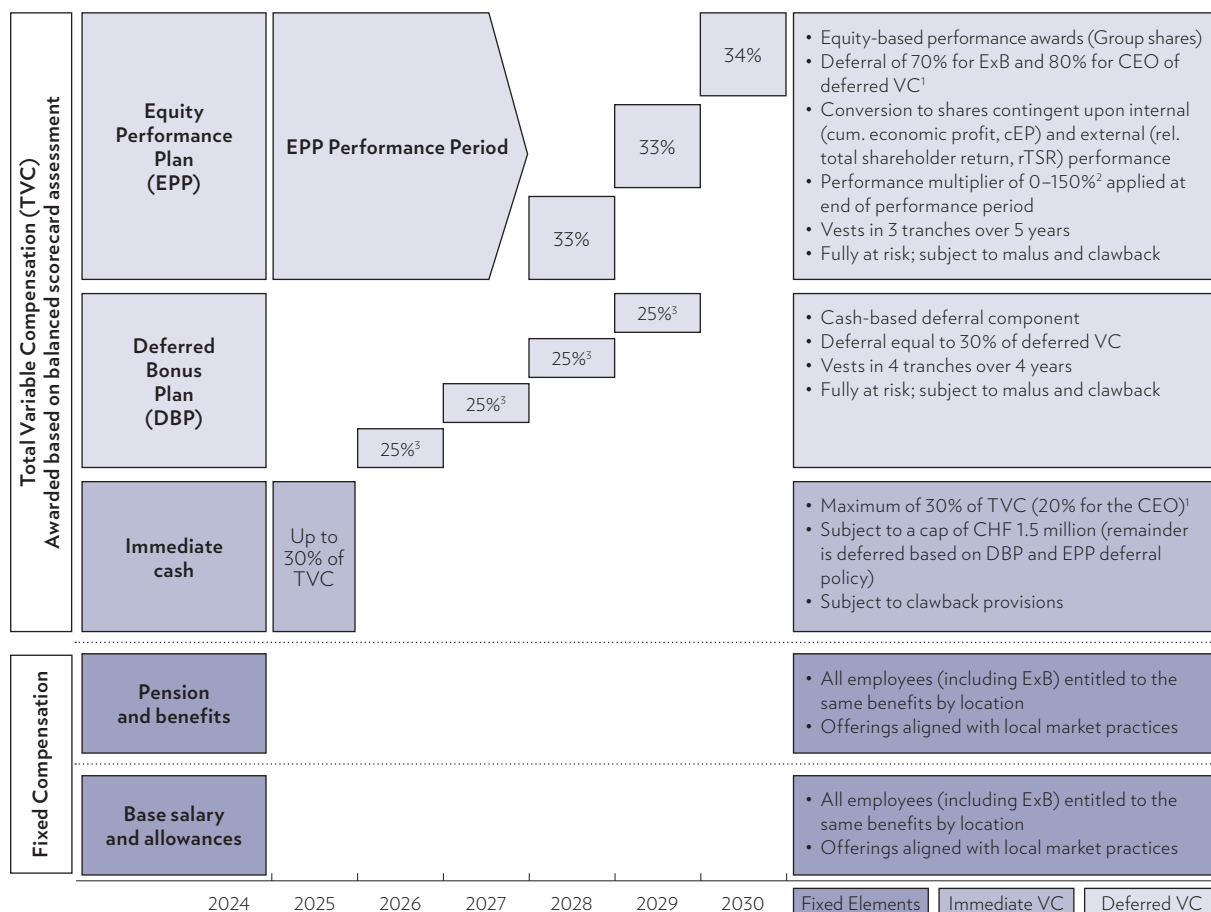 Total Variable Compensation (TVC)
Awarded based on balanced scorecard assessment
Equity
Performance
Plan
(EPP)
EPP Performance Period
33%
33%
34%
• Equity-based performance awards (Group shares)
• Deferral of 70% for ExB and 80% for CEO of
deferred VC¹
• Conversion to shares contingent upon internal
(cum. economic profit, cEP) and external (rel.
total shareholder return, rTSR) performance
• Performance multiplier of 0–150%² applied at
end of performance period
• Vests in 3 tranches over 5 years
• Fully at risk; subject to malus and clawback
Deferred
Bonus
Plan
(DBP)
25%³
25%³
25%³
25%³
• Cash-based deferral component
• Deferral equal to 30% of deferred VC
• Vests in 4 tranches over 4 years
• Fully at risk; subject to malus and clawback
Immediate
cash
Up to
30% of
TVC
• Maximum of 30% of TVC (20% for the CEO)¹
• Subject to a cap of CHF 1.5 million (remainder
is deferred based on DBP and EPP deferral
policy)
• Subject to clawback provisions
Fixed Compensation
Pension
and benefits
• All employees (including ExB) entitled to the
same benefits by location
• Offerings aligned with local market practices
Base salary
and allowances
• All employees (including ExB) entitled to the
same benefits by location
• Offerings aligned with local market practices
2024 2025 2026 2027 2028 2029 2030
Fixed Elements Immediate VC Deferred VC